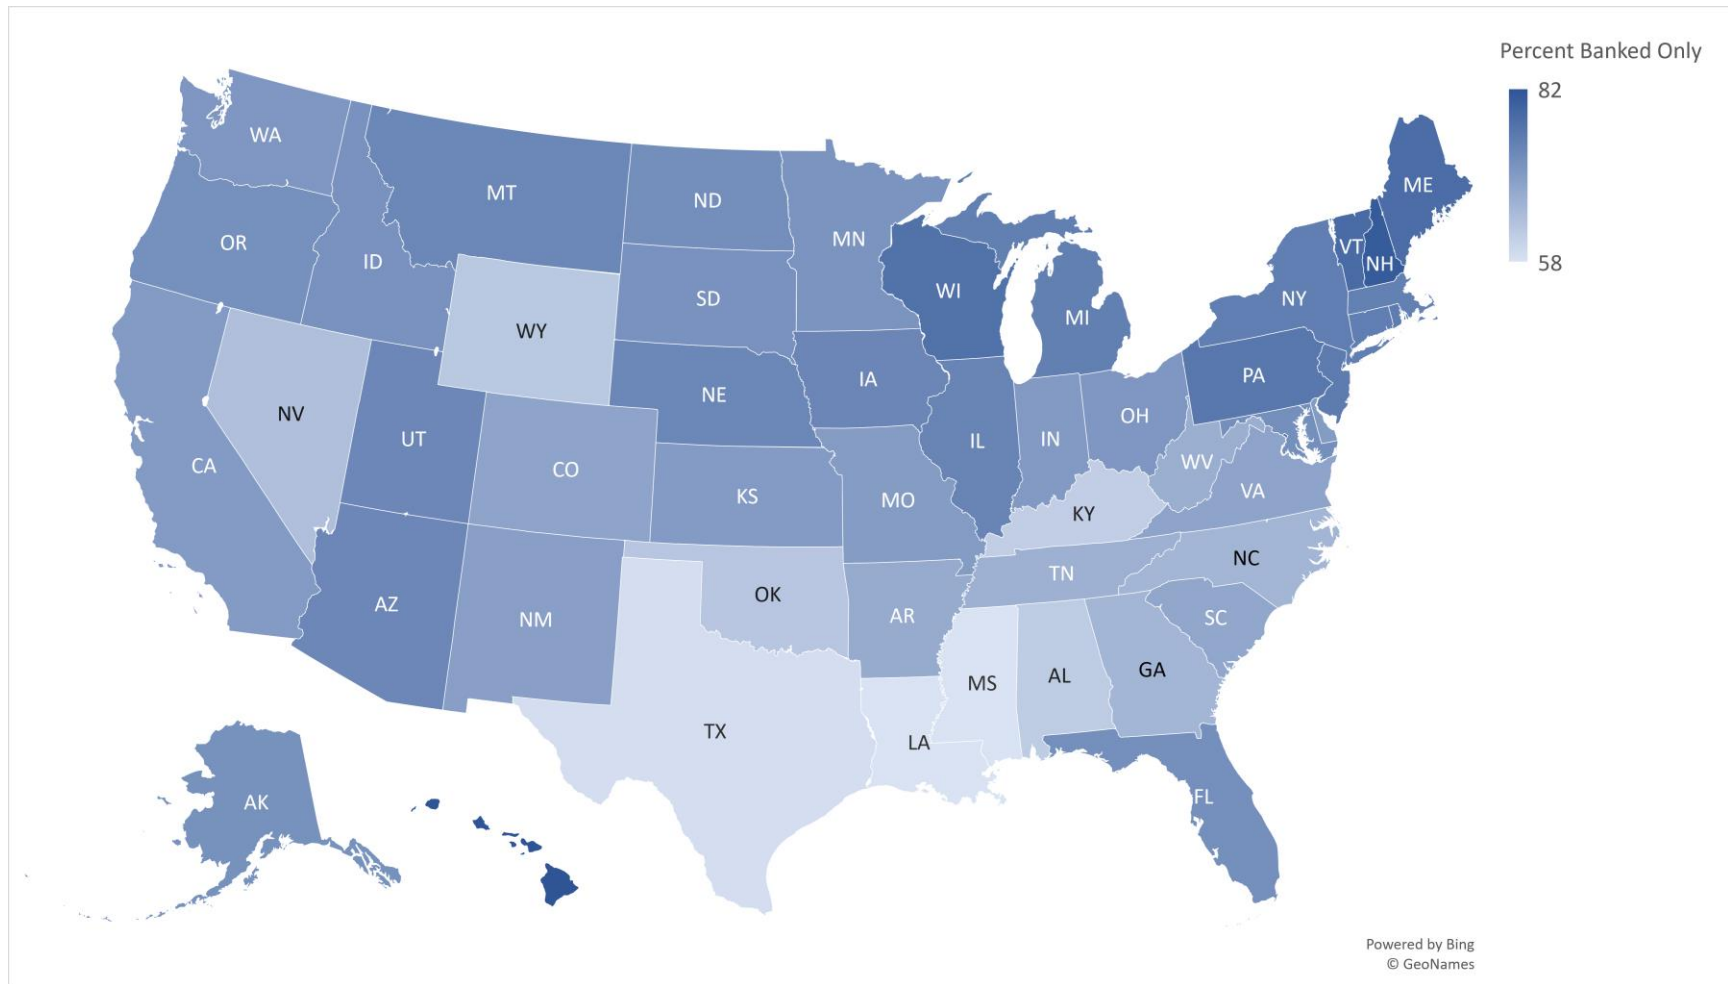 Percent Banked Only
82
58
WA
MT
ND
MN
ME
OR
ID
SD
WI
MI
VT
NH
NY
WY
NV
NE
IA
PA
UT
CO
CA
KS
MO
IL
IN
OH
WV
VA
KY
AZ
NM
OK
AR
TN
NC
SC
TX
LA
MS
AL
GA
AK
FL
Powered by Bing
© GeoNames